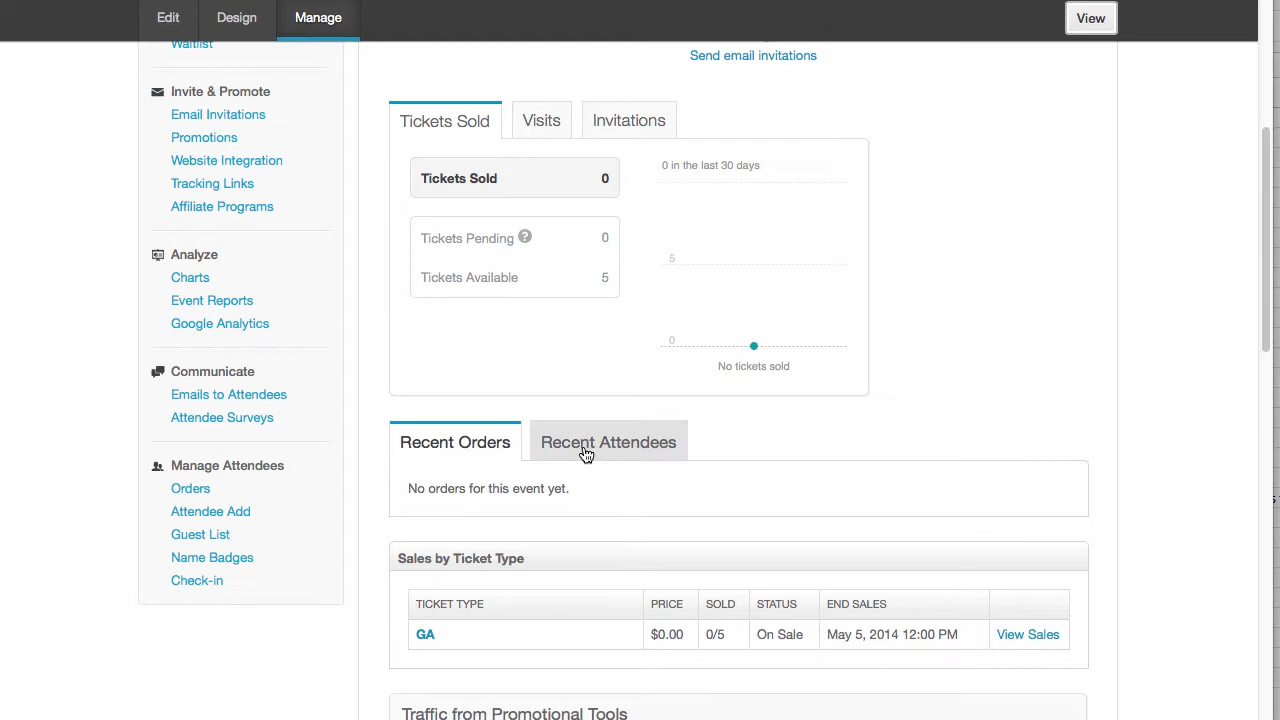 Edit
Design
Manage
View
Waitlist
Invite & Promote
Email Invitations
Promotions
Website Integration
Tracking Links
Affiliate Programs
Analyze
Charts
Event Reports
Google Analytics
Communicate
Emails to Attendees
Attendee Surveys
Manage Attendees
Orders
Attendee Add
Guest List
Name Badges
Check-in
Send email invitations
Tickets Sold
Visits
Invitations
Tickets Sold 0
Tickets Pending ? 0
Tickets Available 5
0 in the last 30 days
5
0
No tickets sold
Recent Orders
Recent Attendees
No orders for this event yet.
Sales by Ticket Type
TICKET TYPE PRICE SOLD STATUS END SALES
GA $0.00 0/5 On Sale May 5, 2014 12:00 PM View Sales
Traffic from Promotional Tools